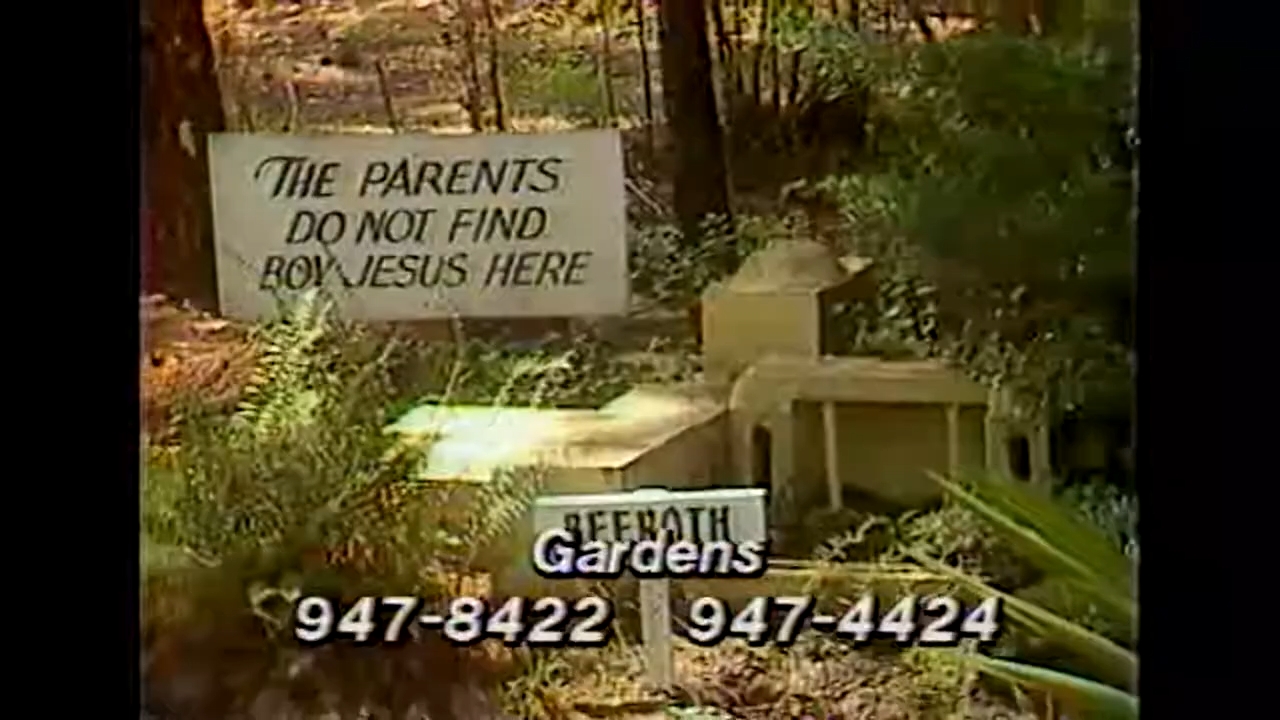 THE PARENTS
DO NOT FIND
BOY JESUS HERE
BEEROTH
Gardens
947-8422 947-4424